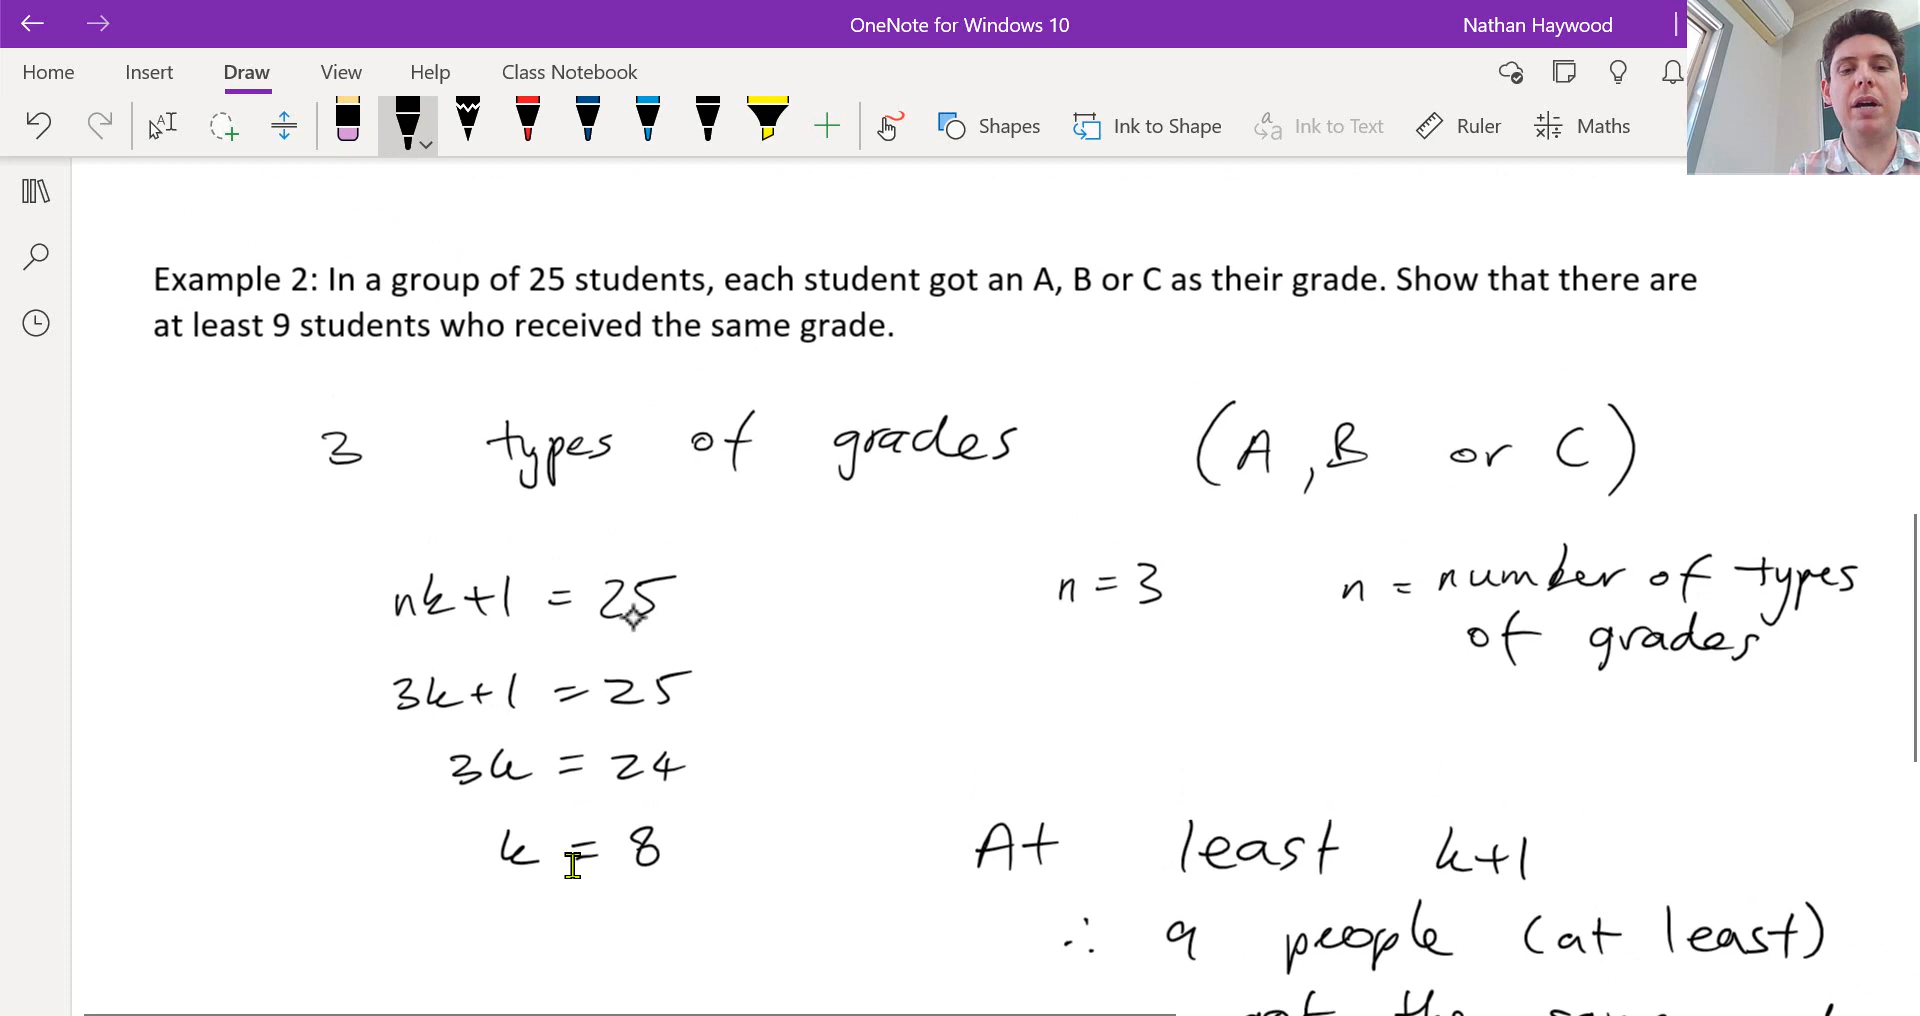 OneNote for Windows 10
Nathan Haywood
Home Insert Draw View Help Class Notebook
Shapes Ink to Shape Ink to Text Ruler Maths
Example 2: In a group of 25 students, each student got an A, B or C as their grade. Show that there are
at least 9 students who received the same grade.
3 types of grades (A, B or C)
nk+1 = 25
n = 3
n = number of types
of grades
3k+1 = 25
3k = 24
k = 8
At least k+1
∴ 9 people (at least)